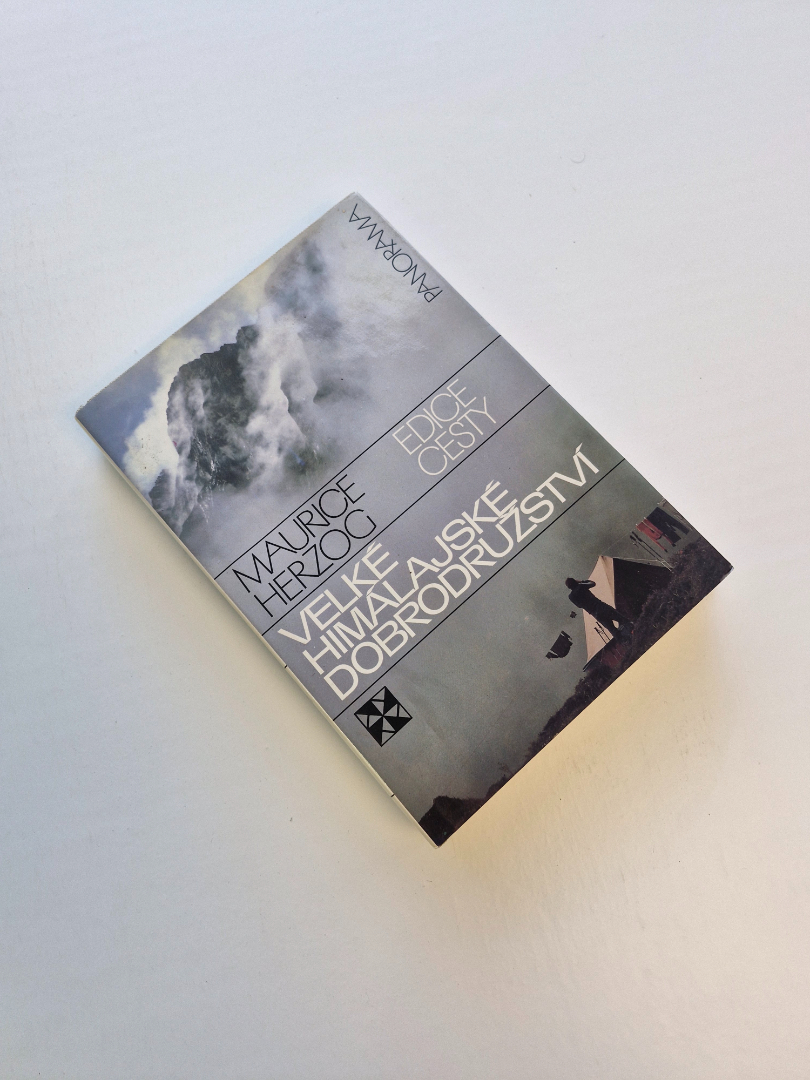 PANORAMA
MAURICE
HERZOG
EDICE
CESTY
VELKÉ
HIMÁLAJSKÉ
DOBRODRUŽSTVÍ